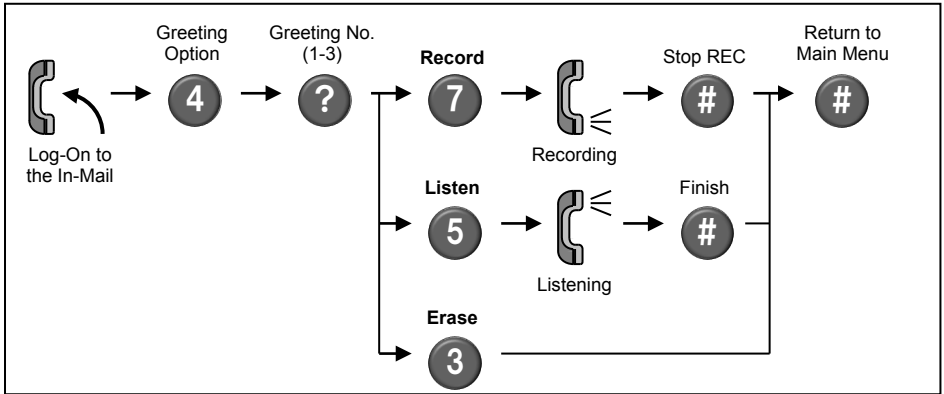 Greeting
Option
Greeting No.
(1-3)
Record
Stop REC
Return to
Main Menu
4
?
7
#
#
Log-On to
the In-Mail
Recording
Listen
Finish
5
#
Listening
Erase
3